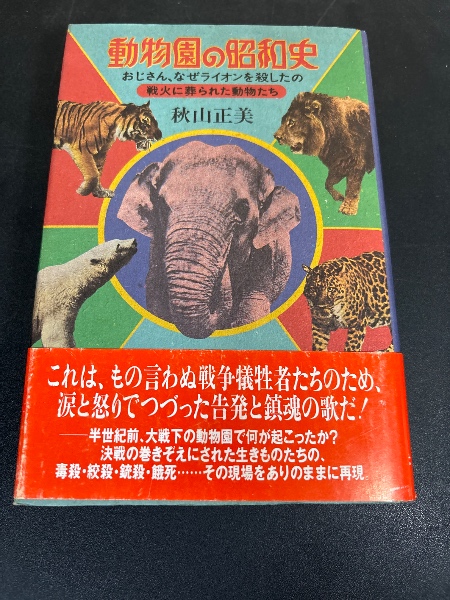 動物園の昭和史
おじさん、なぜライオンを殺したの
戦火に葬られた動物たち
秋山正美
これは、もの言わぬ戦争犠牲者たちのため、
涙と怒りでつづった告発と鎮魂の歌だ!
——半世紀前、大戦下の動物園で何が起こったか?
決戦の巻きぞえにされた生きものたちの、
毒殺・絞殺・銃殺・餓死……その現場をありのままに再現。